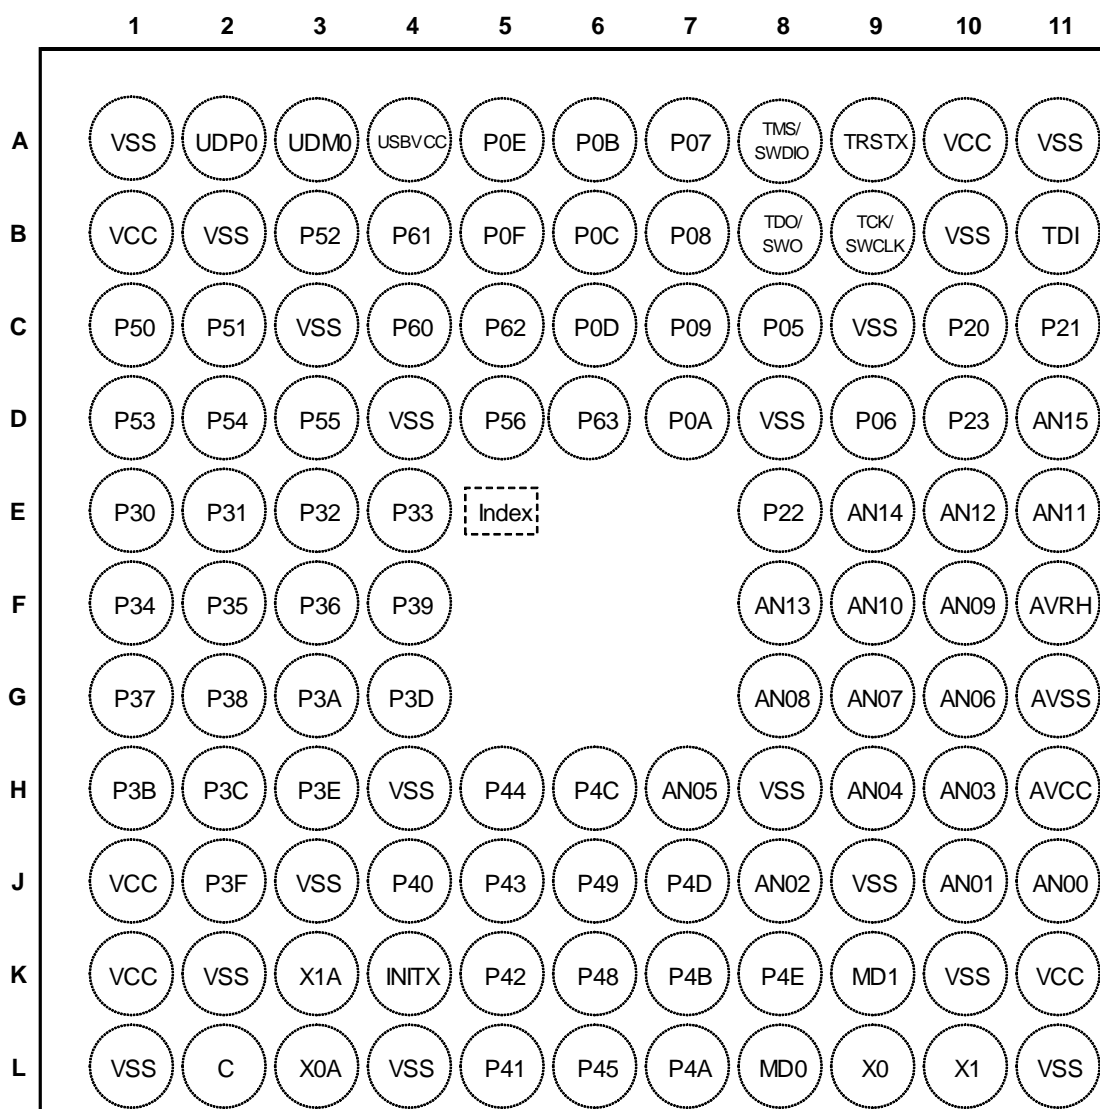 1 2 3 4 5 6 7 8 9 10 11
A VSS UDP0 UDM0 USBVCC P0E P0B P07 TMS/SWDIO TRSTX VCC VSS
B VCC VSS P52 P61 P0F P0C P08 TDO/SWO TCK/SWCLK VSS TDI
C P50 P51 VSS P60 P62 P0D P09 P05 VSS P20 P21
D P53 P54 P55 VSS P56 P63 P0A VSS P06 P23 AN15
E P30 P31 P32 P33 Index P22 AN14 AN12 AN11
F P34 P35 P36 P39 AN13 AN10 AN09 AVRH
G P37 P38 P3A P3D AN08 AN07 AN06 AVSS
H P3B P3C P3E VSS P44 P4C AN05 VSS AN04 AN03 AVCC
J VCC P3F VSS P40 P43 P49 P4D AN02 VSS AN01 AN00
K VCC VSS X1A INITX P42 P48 P4B P4E MD1 VSS VCC
L VSS C X0A VSS P41 P45 P4A MD0 X0 X1 VSS